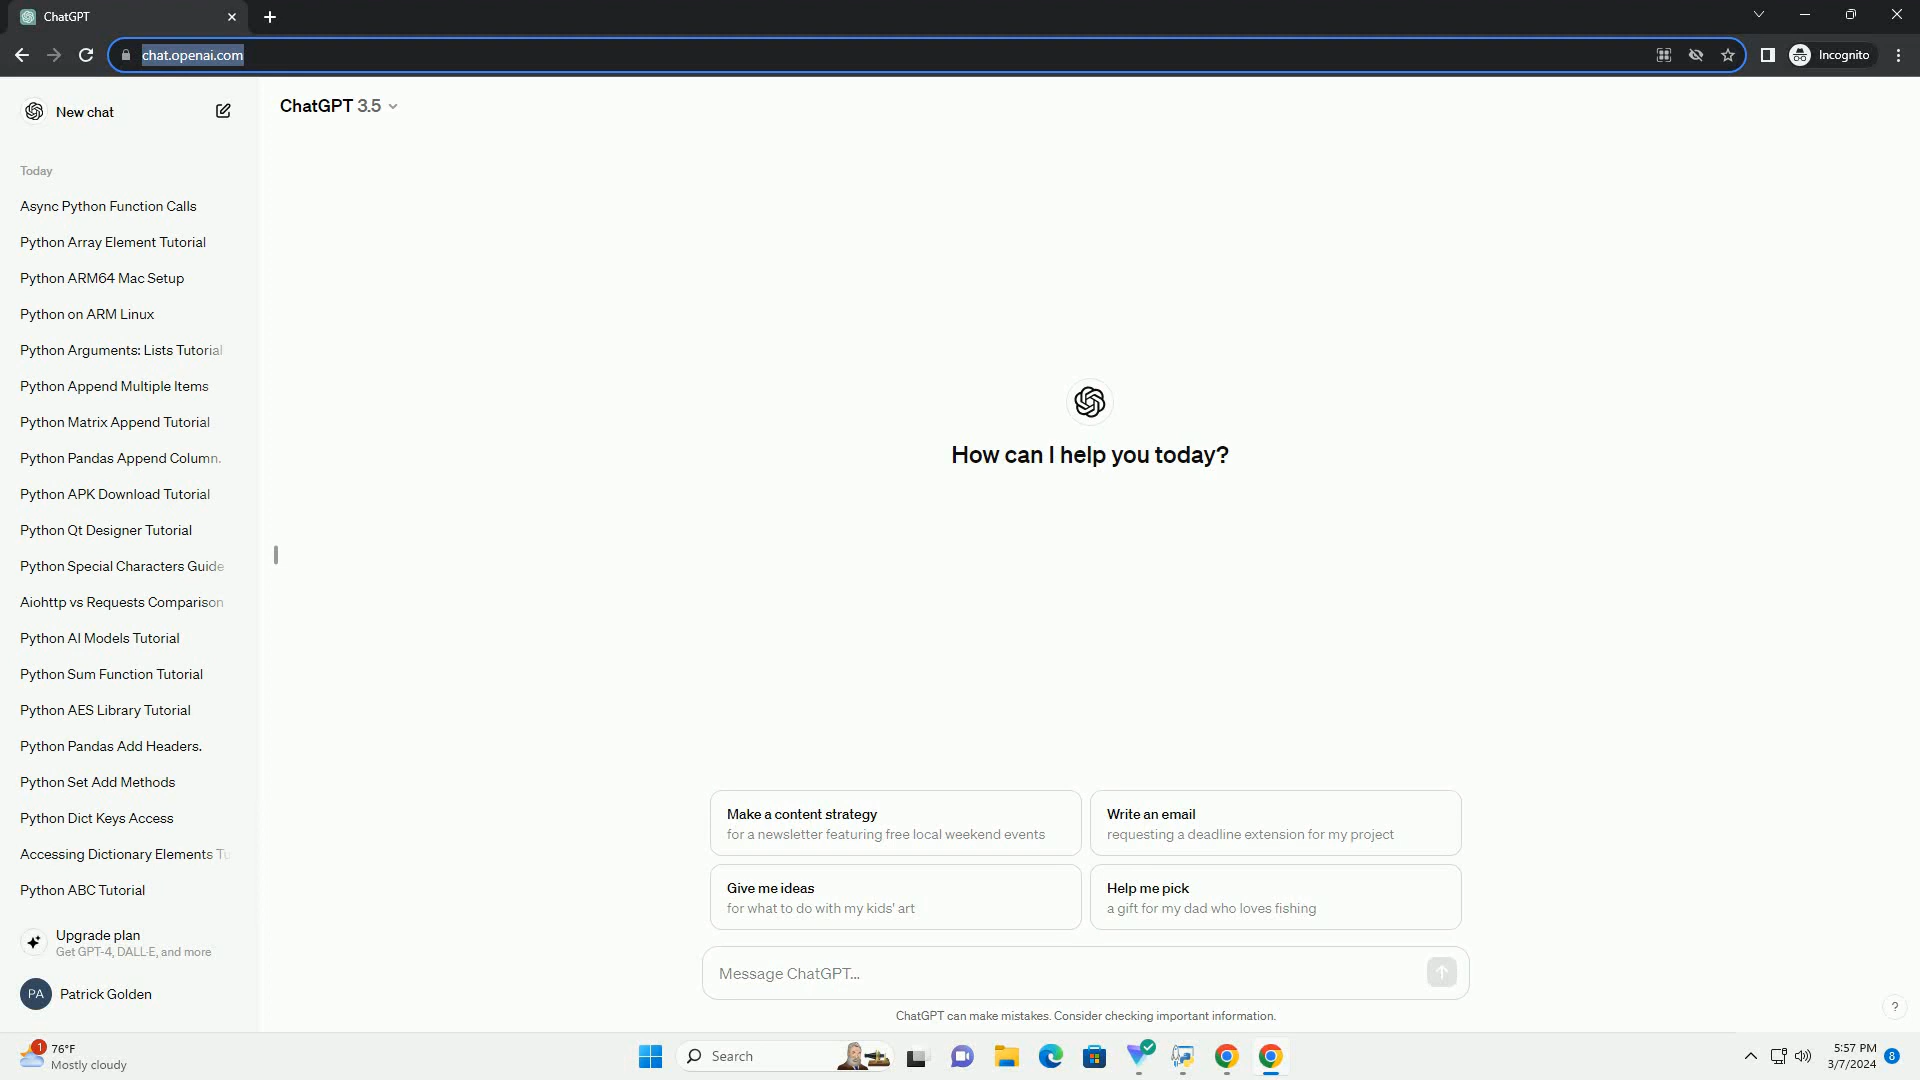 ChatGPT
chat.openai.com
Incognito
New chat
ChatGPT 3.5
Today
Async Python Function Calls
Python Array Element Tutorial
Python ARM64 Mac Setup
Python on ARM Linux
Python Arguments: Lists Tutorial
Python Append Multiple Items
Python Matrix Append Tutorial
Python Pandas Append Column.
Python APK Download Tutorial
Python Qt Designer Tutorial
Python Special Characters Guide
Aiohttp vs Requests Comparison
Python AI Models Tutorial
Python Sum Function Tutorial
Python AES Library Tutorial
Python Pandas Add Headers.
Python Set Add Methods
Python Dict Keys Access
Accessing Dictionary Elements Tu
Python ABC Tutorial
Upgrade plan
Get GPT-4, DALL·E, and more
PA
Patrick Golden
How can I help you today?
Make a content strategy
for a newsletter featuring free local weekend events
Write an email
requesting a deadline extension for my project
Give me ideas
for what to do with my kids' art
Help me pick
a gift for my dad who loves fishing
Message ChatGPT...
ChatGPT can make mistakes. Consider checking important information.
?
1
76°F
Mostly cloudy
Search
5:57 PM
3/7/2024
8